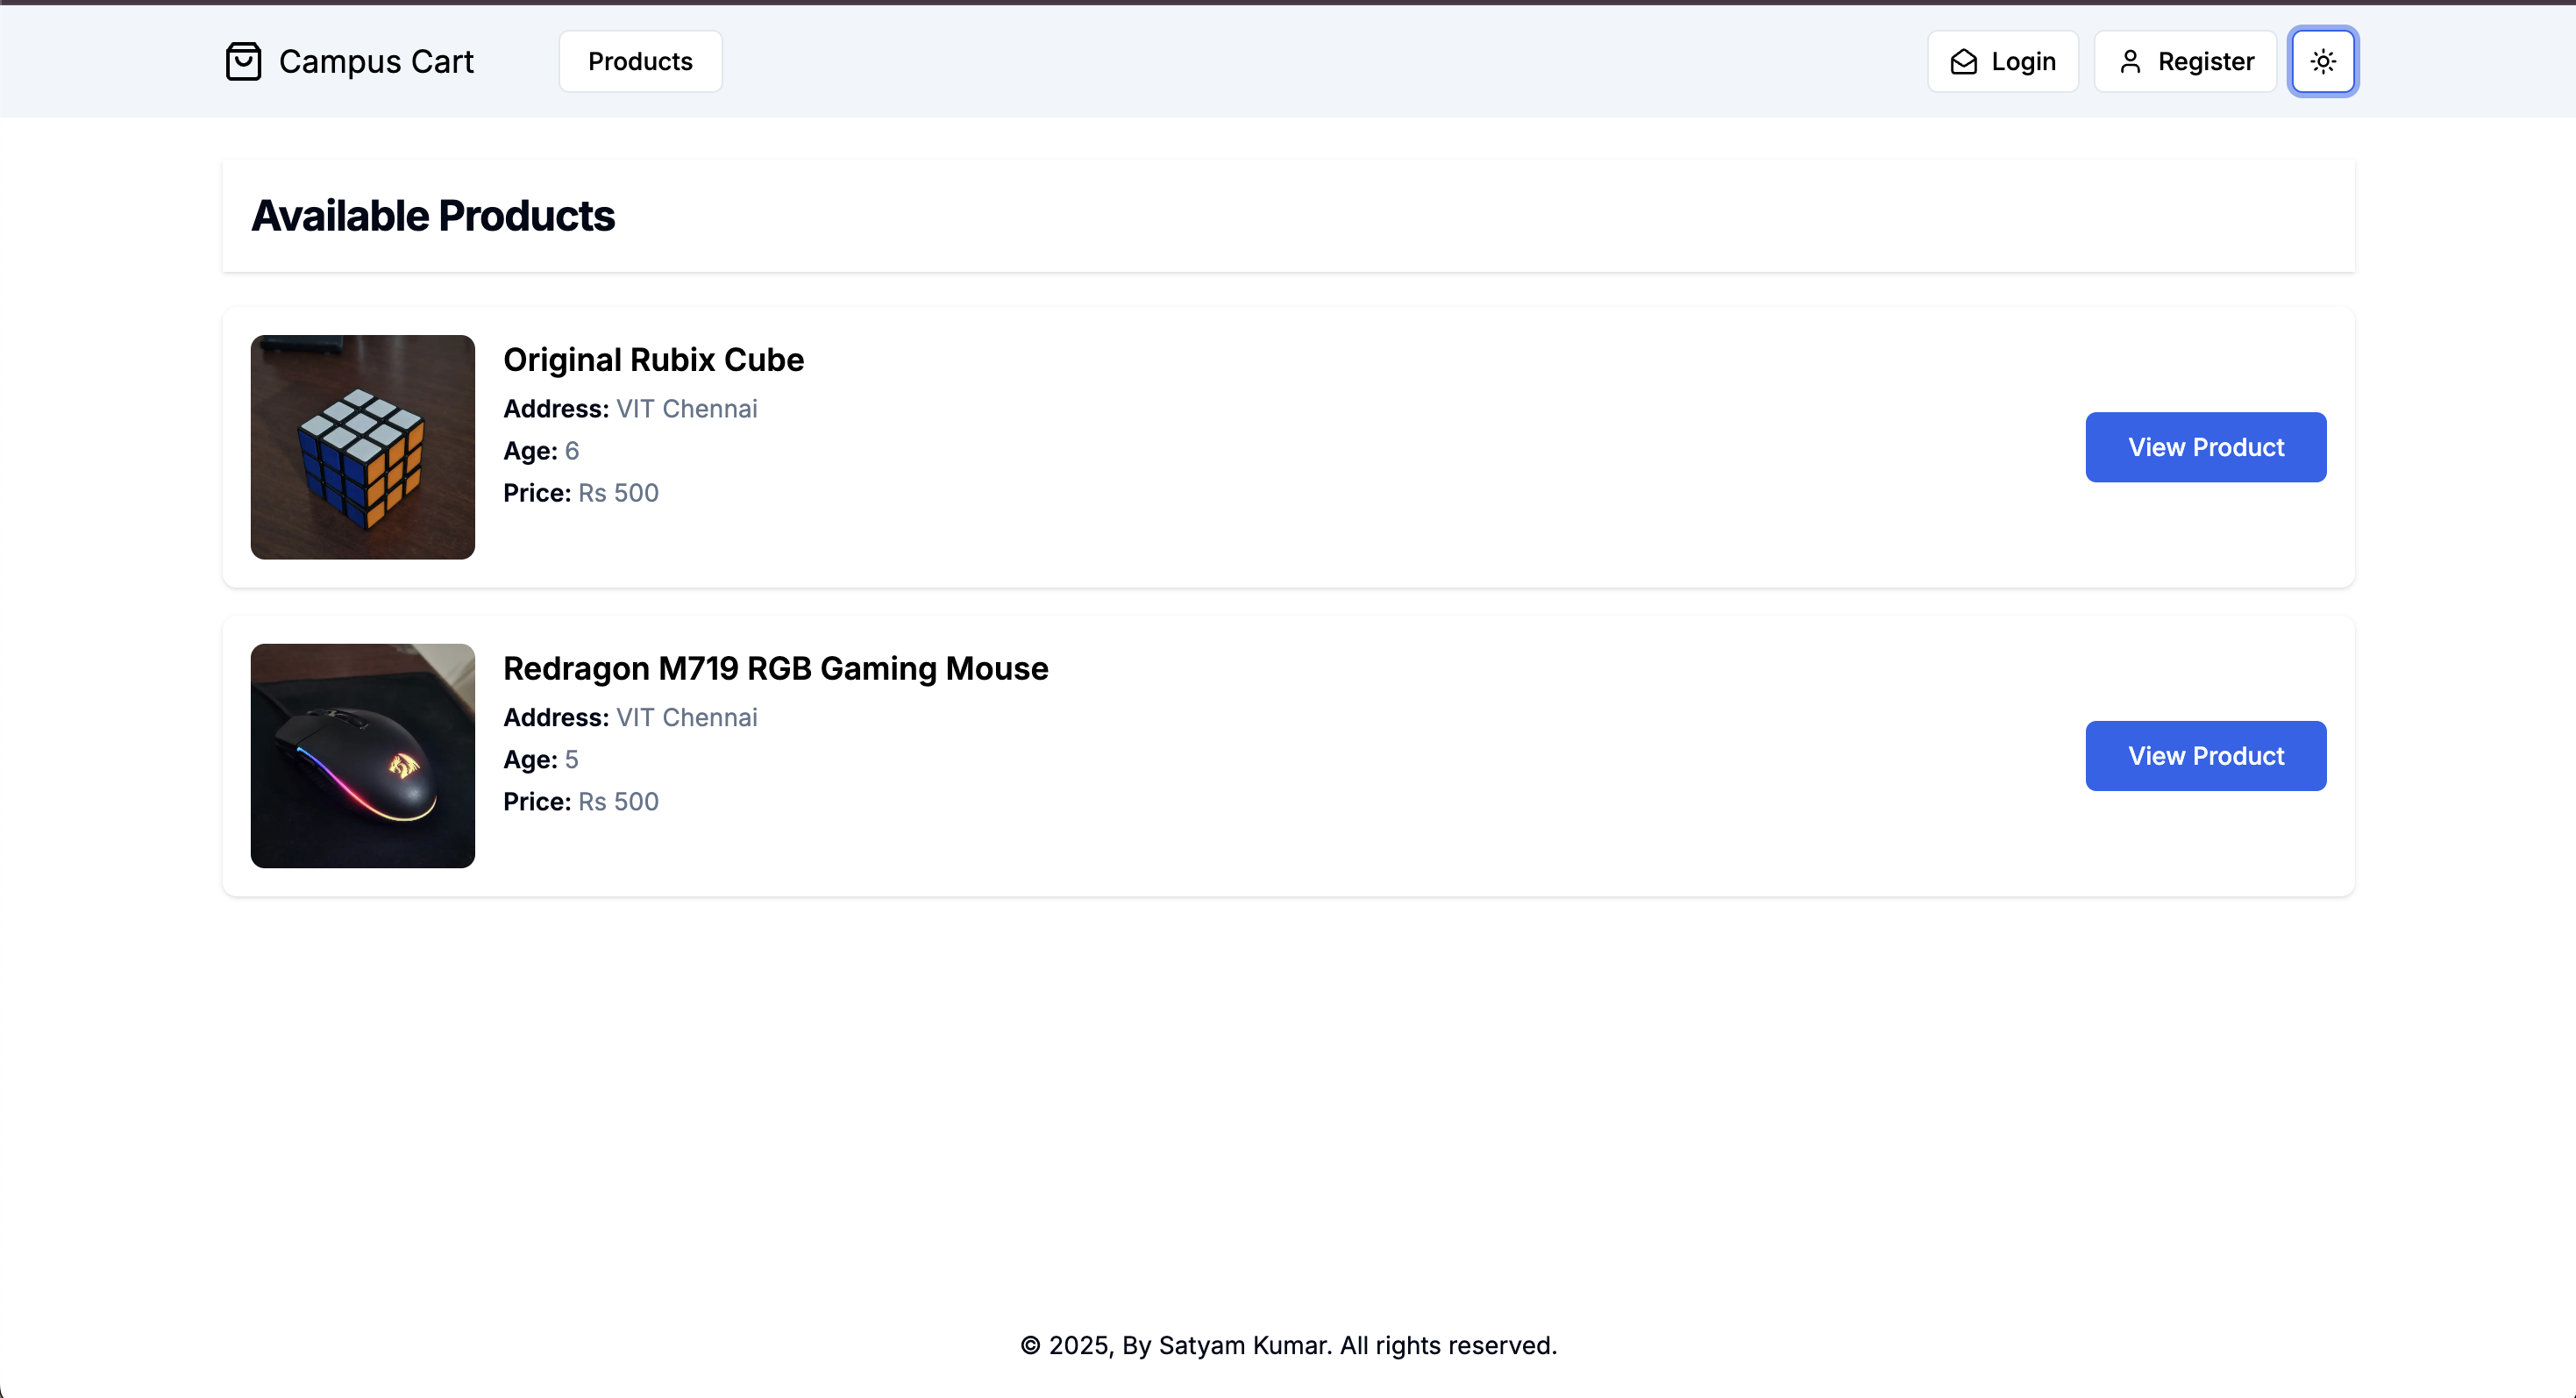 Campus Cart
Products
Login
Register
Available Products
Original Rubix Cube
Address: VIT Chennai
Age: 6
Price: Rs 500
View Product
Redragon M719 RGB Gaming Mouse
Address: VIT Chennai
Age: 5
Price: Rs 500
View Product
© 2025, By Satyam Kumar. All rights reserved.